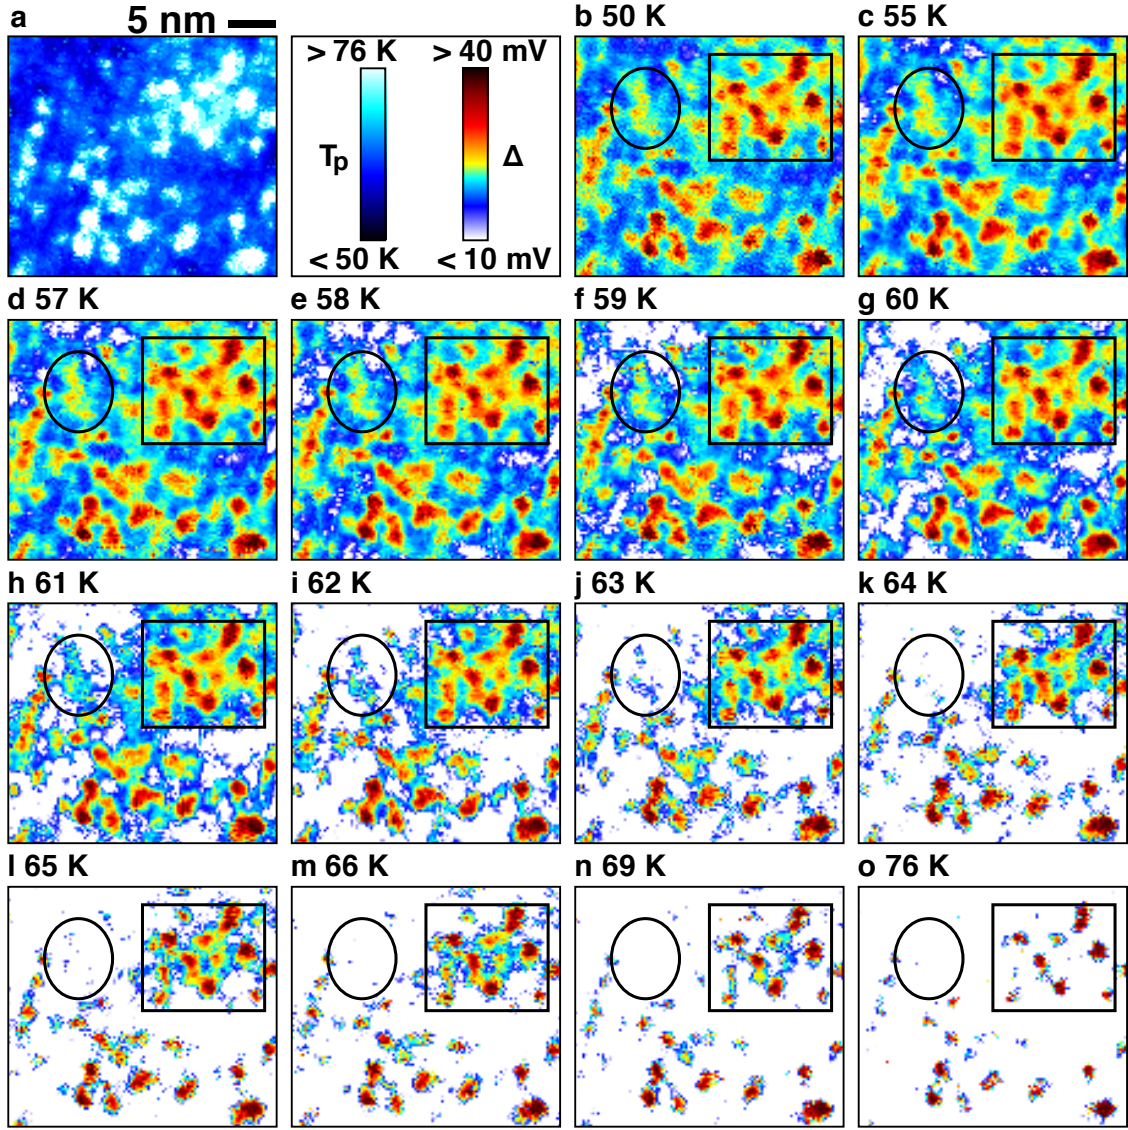 a 5 nm
b 50 K
c 55 K
> 76 K
> 40 mV
Tp
Δ
< 50 K
< 10 mV
d 57 K
e 58 K
f 59 K
g 60 K
h 61 K
i 62 K
j 63 K
k 64 K
l 65 K
m 66 K
n 69 K
o 76 K